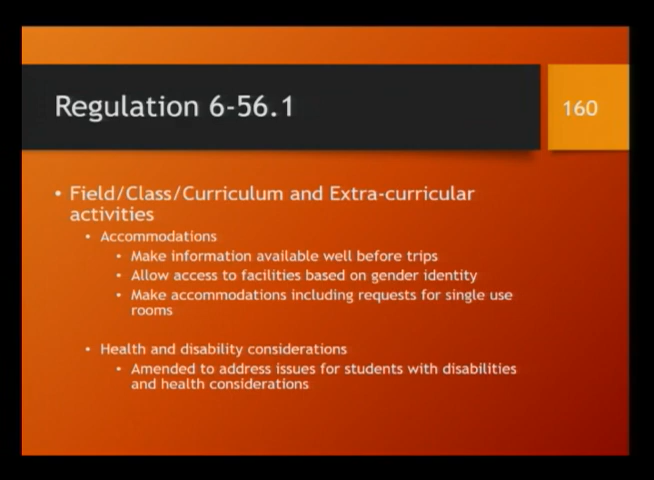 Regulation 6-56.1
160
• Field/Class/Curriculum and Extra-curricular
activities
• Accommodations
• Make information available well before trips
• Allow access to facilities based on gender identity
• Make accommodations including requests for single use
rooms
• Health and disability considerations
• Amended to address issues for students with disabilities
and health considerations